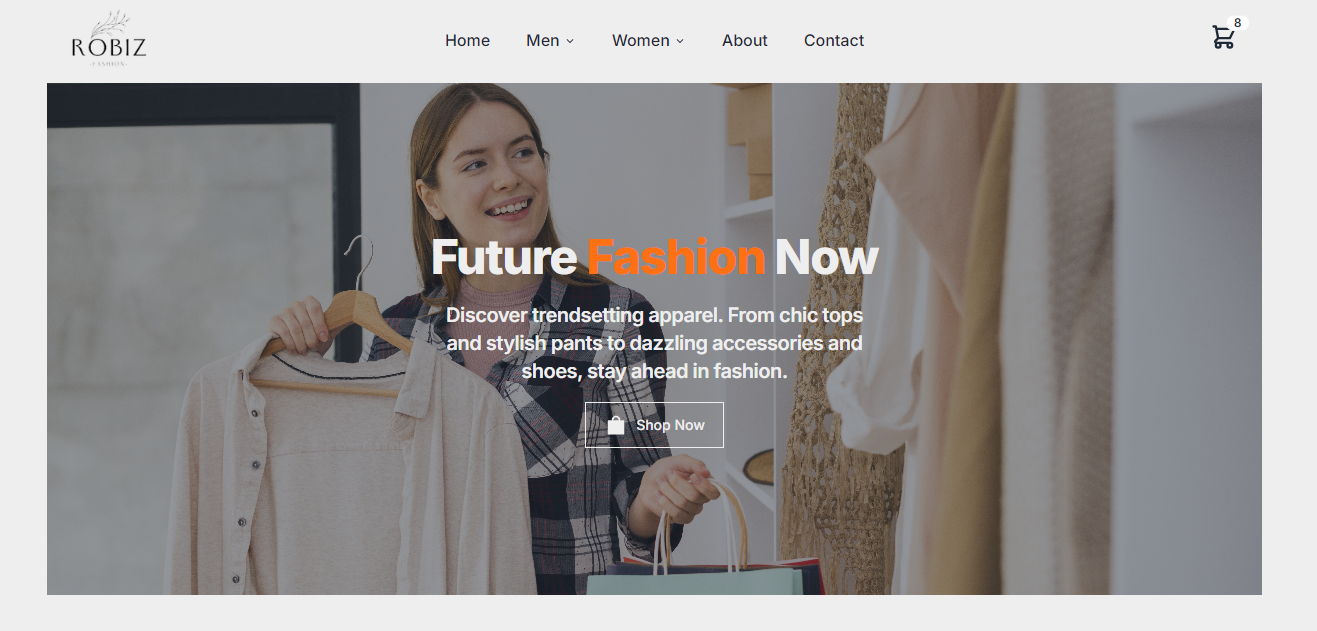 ROBIZ
-FASHION-
Home Men Women About Contact
8
Future Fashion Now
Discover trendsetting apparel. From chic tops
and stylish pants to dazzling accessories and
shoes, stay ahead in fashion.
Shop Now